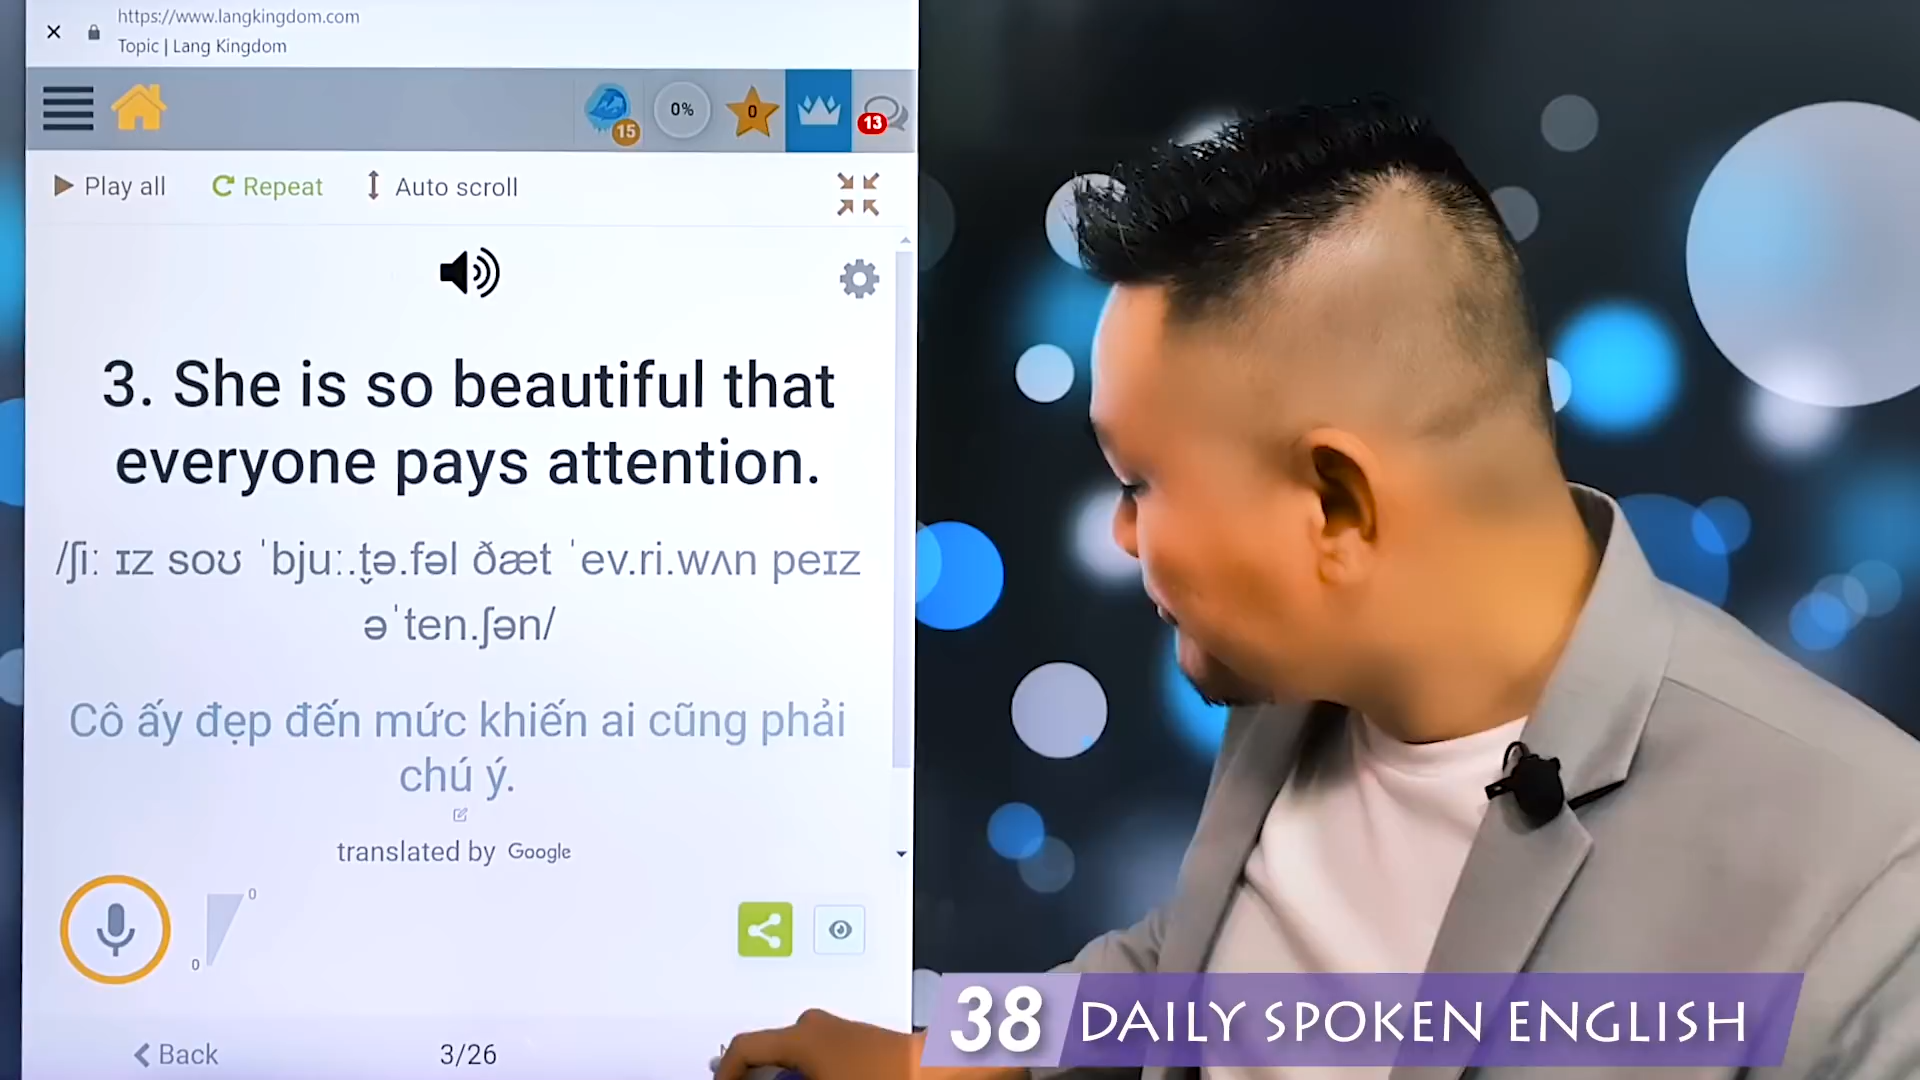 https://www.langkingdom.com
Topic | Lang Kingdom
15
0%
0
13
Play all
Repeat
Auto scroll
3. She is so beautiful that
everyone pays attention.
/ʃiː ɪz soʊ ˈbjuː.t̬ə.fəl ðæt ˈev.ri.wʌn peɪz
əˈten.ʃən/
Cô ấy đẹp đến mức khiến ai cũng phải
chú ý.
translated by Google
0
0
Back
3/26
38 DAILY SPOKEN ENGLISH